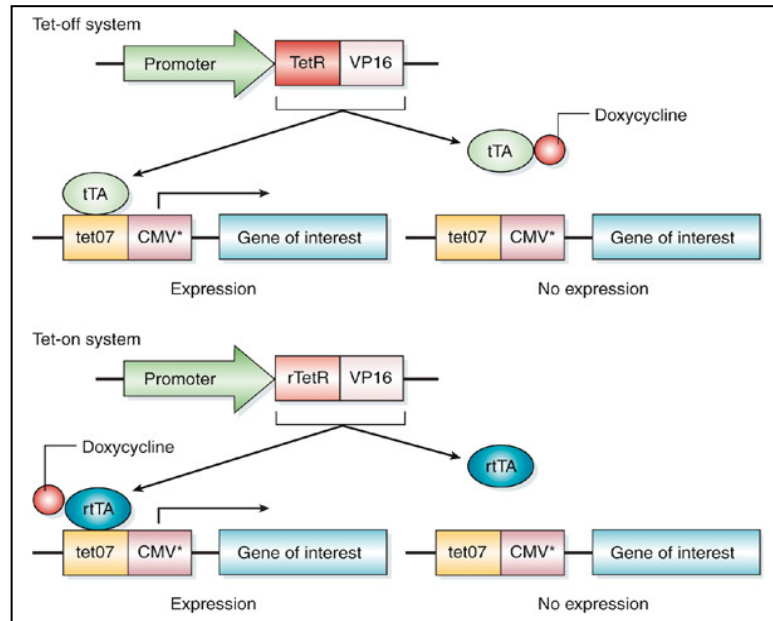 Tet-off system
Promoter TetR VP16
Doxycycline
tTA
tTA
tet07 CMV* Gene of interest tet07 CMV* Gene of interest
Expression No expression
Tet-on system
Promoter rTetR VP16
Doxycycline
rtTA
rtTA
tet07 CMV* Gene of interest tet07 CMV* Gene of interest
Expression No expression